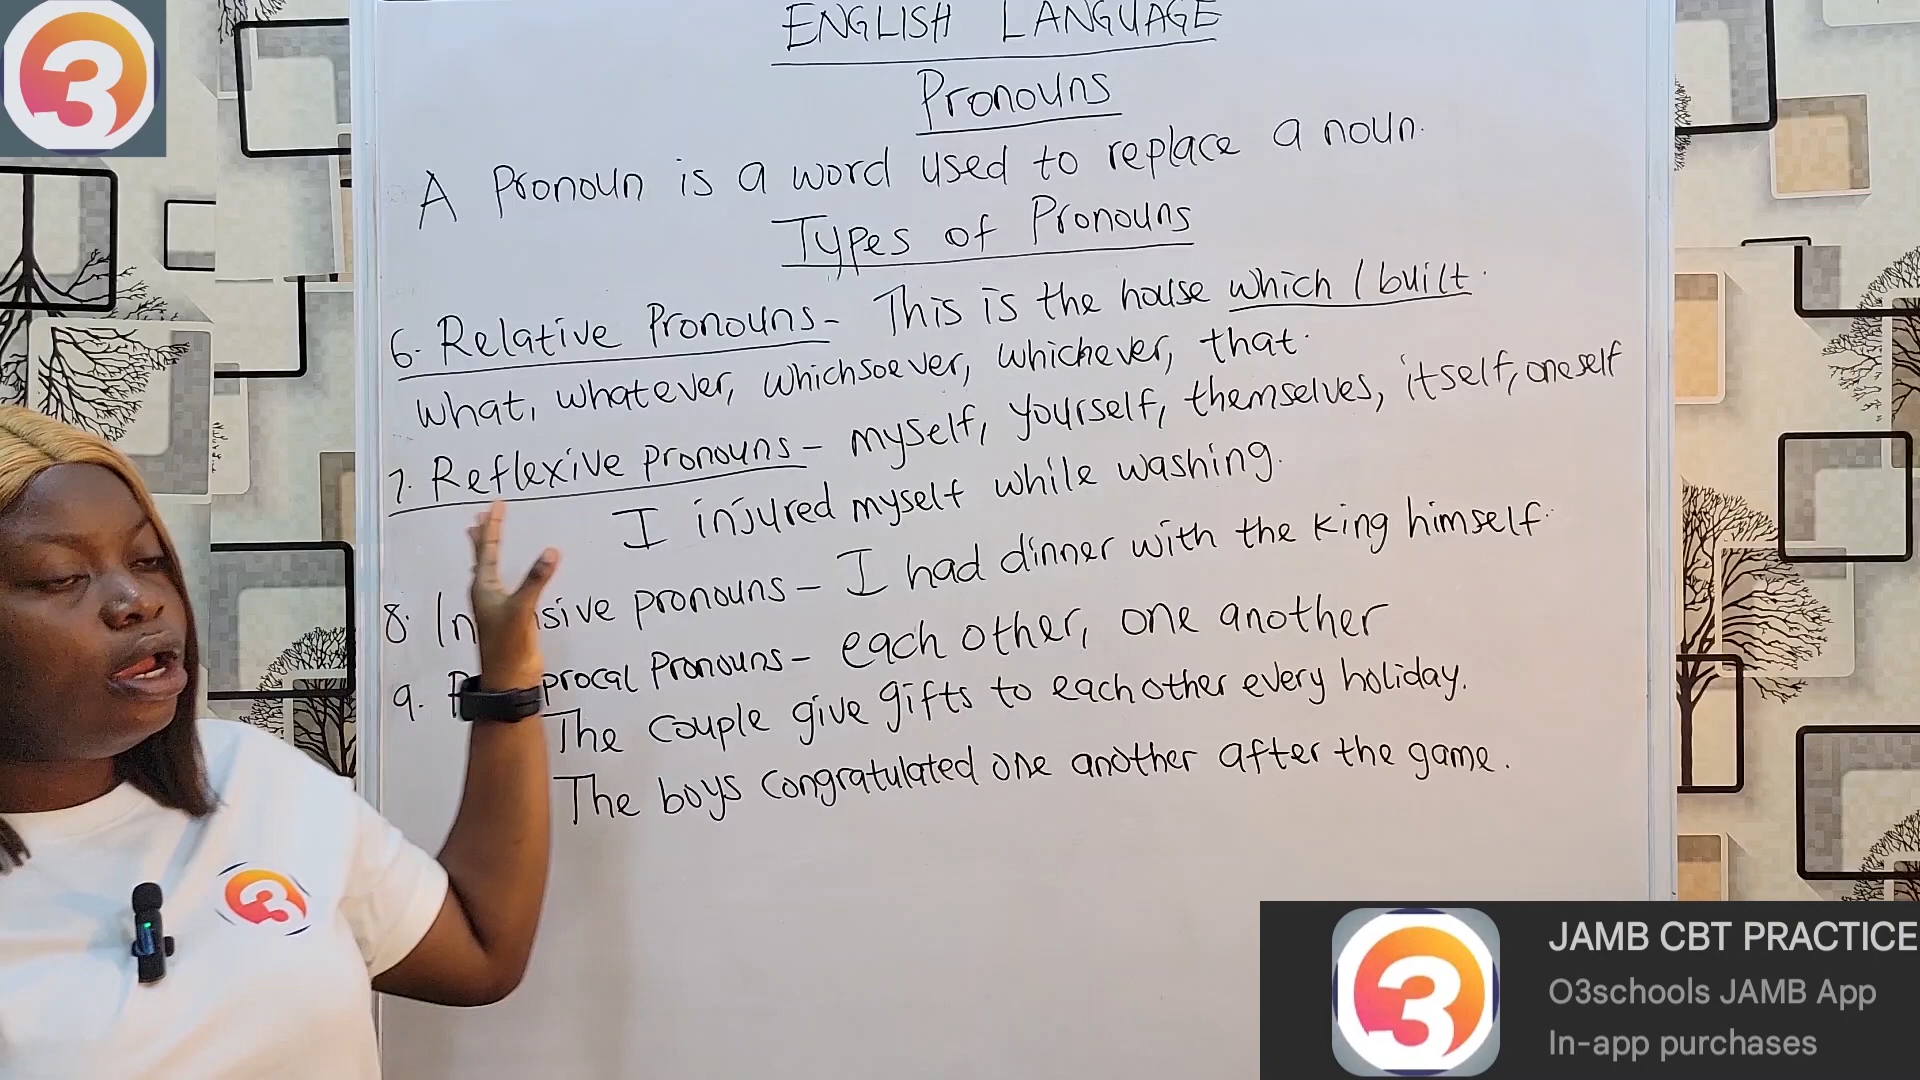 3
ENGLISH LANGUAGE
Pronouns
A Pronoun is a word used to replace a noun.
Types of Pronouns
6. Relative Pronouns - This is the house which I built.
What, whatever, whichsoever, whichever, that.
7. Reflexive pronouns - myself, yourself, themselves, itself, oneself
I injured myself while washing.
8. In sive pronouns - I had dinner with the king himself.
9. procal Pronouns - each other, one another
The couple give gifts to each other every holiday.
The boys congratulated one another after the game.
3
3
JAMB CBT PRACTICE
O3schools JAMB App
In-app purchases